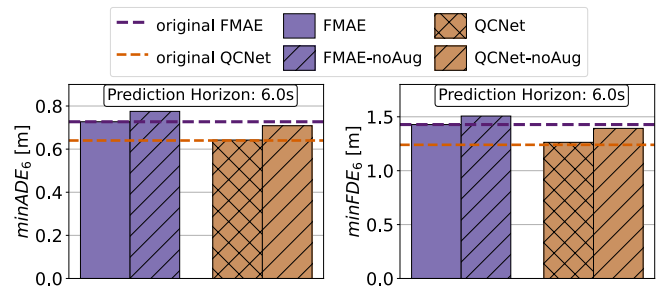 original FMAE
FMAE
QCNet
original QCNet
FMAE-noAug
QCNet-noAug
Prediction Horizon: 6.0s
0.8
0.6
0.4
0.2
0.0
minADE6 [m]
Prediction Horizon: 6.0s
1.5
1.0
0.5
0.0
minFDE6 [m]